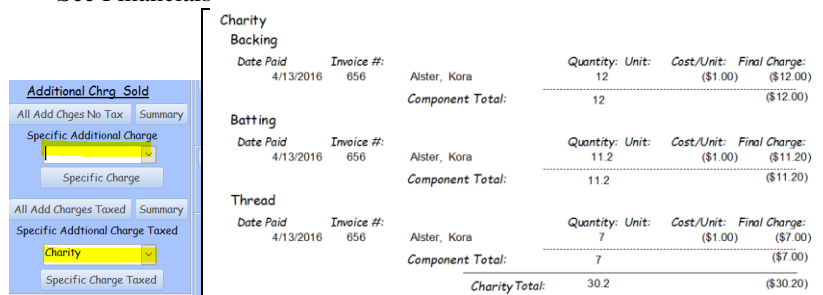 See Financials
Additional Chrg Sold
All Add Chges No Tax Summary
Specific Additional Charge
Specific Charge
All Add Charges Taxed Summary
Specific Addtional Charge Taxed
Charity
Specific Charge Taxed
Charity
Backing
Date Paid Invoice #: Quantity: Unit: Cost/Unit: Final Charge:
4/13/2016 656 Alster, Kora 12 ($1.00) ($12.00)
Component Total: 12 ($12.00)
Batting
Date Paid Invoice #: Quantity: Unit: Cost/Unit: Final Charge:
4/13/2016 656 Alster, Kora 11.2 ($1.00) ($11.20)
Component Total: 11.2 ($11.20)
Thread
Date Paid Invoice #: Quantity: Unit: Cost/Unit: Final Charge:
4/13/2016 656 Alster, Kora 7 ($1.00) ($7.00)
Component Total: 7 ($7.00)
Charity Total: 30.2 ($30.20)